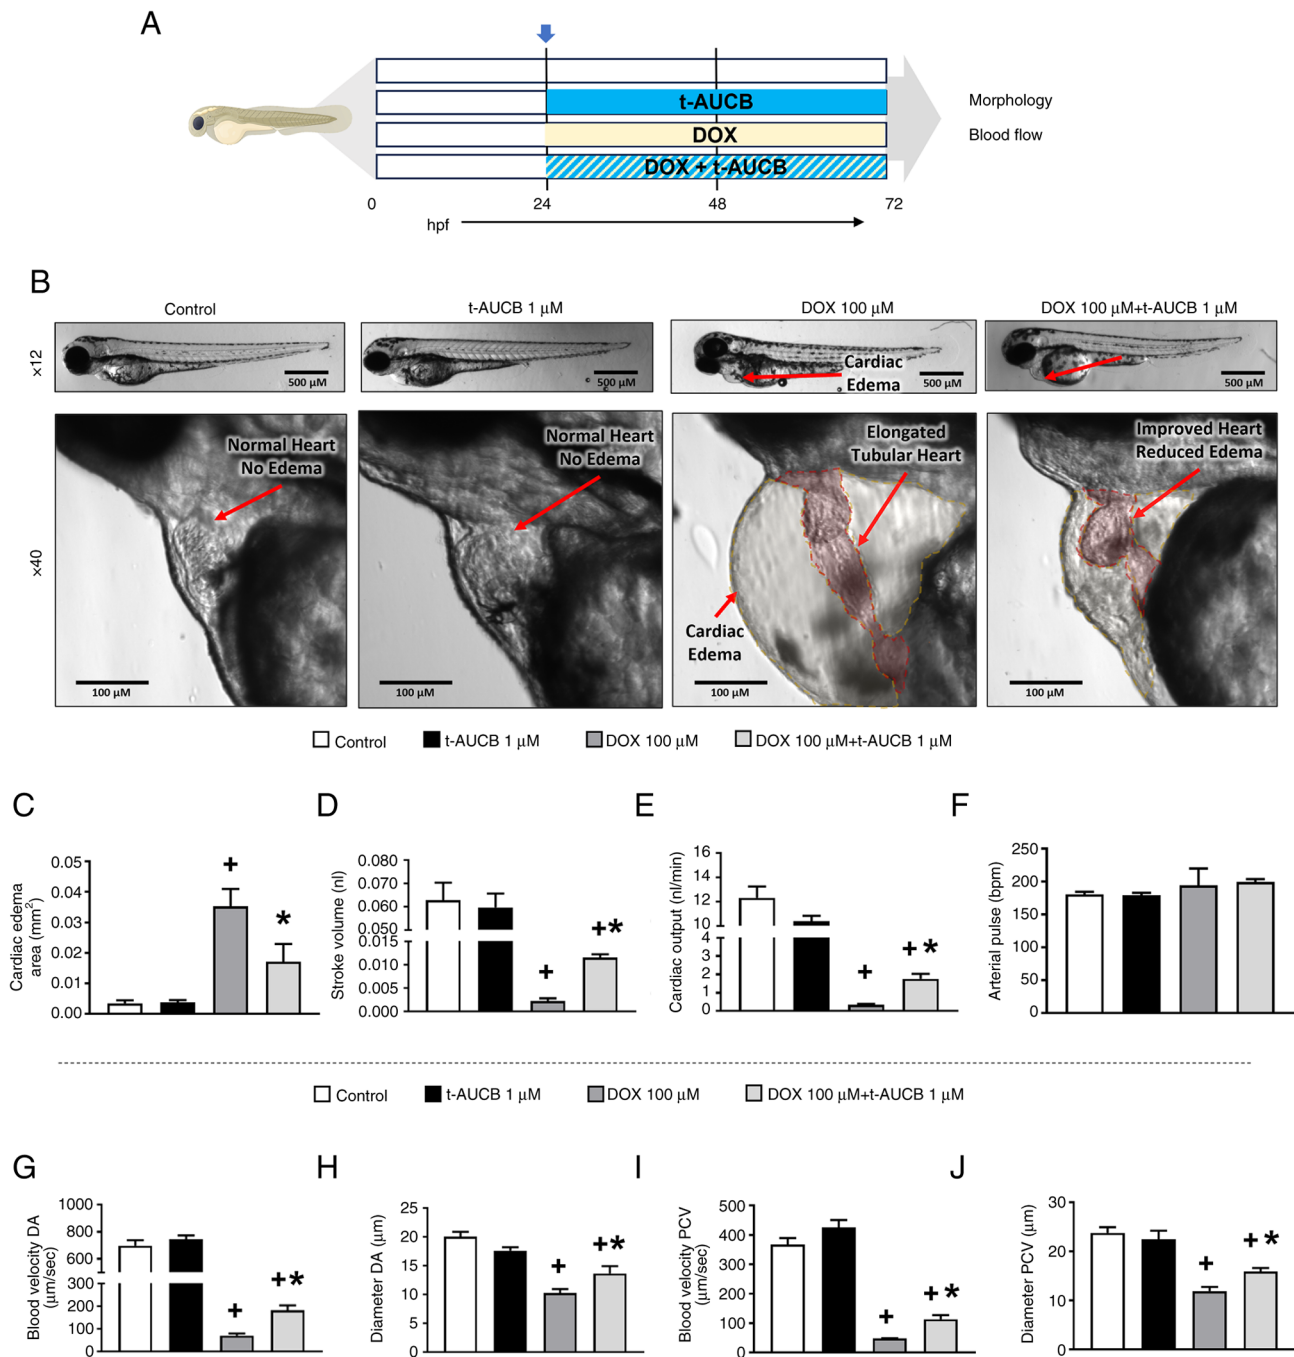 A
t-AUCB
DOX
DOX + t-AUCB
Morphology
Blood flow
0
24
48
72
hpf
B
Control
t-AUCB 1 μM
DOX 100 μM
DOX 100 μM+t-AUCB 1 μM
×12
500 μM
500 μM
Cardiac
Edema
500 μM
500 μM
×40
Normal Heart
No Edema
100 μM
Normal Heart
No Edema
100 μM
Elongated
Tubular Heart
Cardiac
Edema
100 μM
Improved Heart
Reduced Edema
100 μM
Control
t-AUCB 1 μM
DOX 100 μM
DOX 100 μM+t-AUCB 1 μM
C
Cardiac edema
area (mm²)
0.05
0.04
0.03
0.02
0.01
0.00
+
*
D
Stroke volume (nl)
0.080
0.070
0.060
0.050
0.015
0.010
0.005
0.000
+
+*
E
Cardiac output (nl/min)
16
14
12
10
4
3
2
1
0
+
+*
F
Arterial pulse (bpm)
250
200
150
100
50
0
Control
t-AUCB 1 μM
DOX 100 μM
DOX 100 μM+t-AUCB 1 μM
G
Blood velocity DA
(μm/sec)
1000
800
600
300
200
100
0
+
+*
H
Diameter DA (μm)
25
20
15
10
5
0
+
+*
I
Blood velocity PCV
(μm/sec)
500
400
300
200
100
0
+
+*
J
Diameter PCV (μm)
30
20
10
0
+
+*